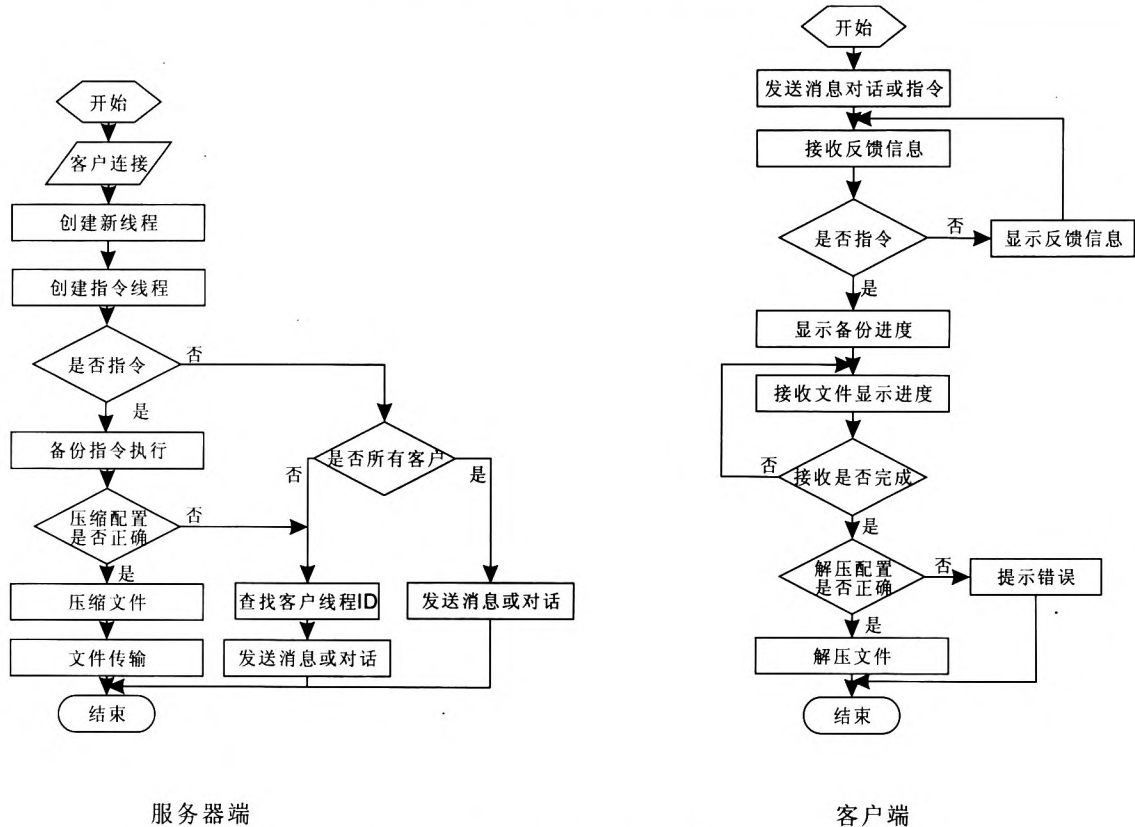 开始
客户连接
创建新线程
创建指令线程
是否指令
否
是
备份指令执行
是否所有客户
否
是
压缩配置
是否正确
否
是
压缩文件
查找客户线程ID
发送消息或对话
文件传输
发送消息或对话
结束
服务器端
开始
发送消息对话或指令
接收反馈信息
是否指令
否
显示反馈信息
是
显示备份进度
接收文件显示进度
接收是否完成
否
是
解压配置
是否正确
否
提示错误
是
解压文件
结束
客户端